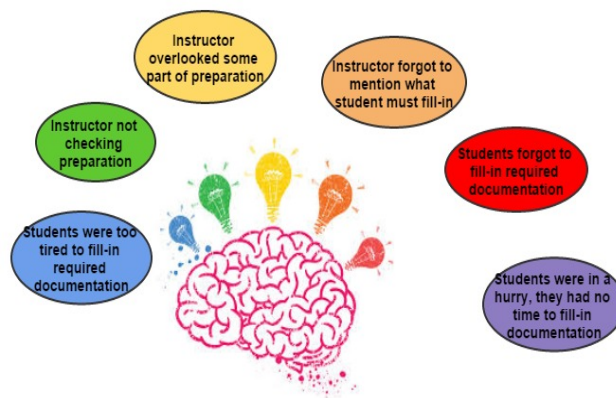 Instructor
overlooked some
part of preparation
Instructor forgot to
mention what
student must fill-in
Instructor not
checking
preparation
Students forgot to
fill-in required
documentation
Students were too
tired to fill-in
required
documentation
Students were in a
hurry, they had no
time to fill-in
documentation